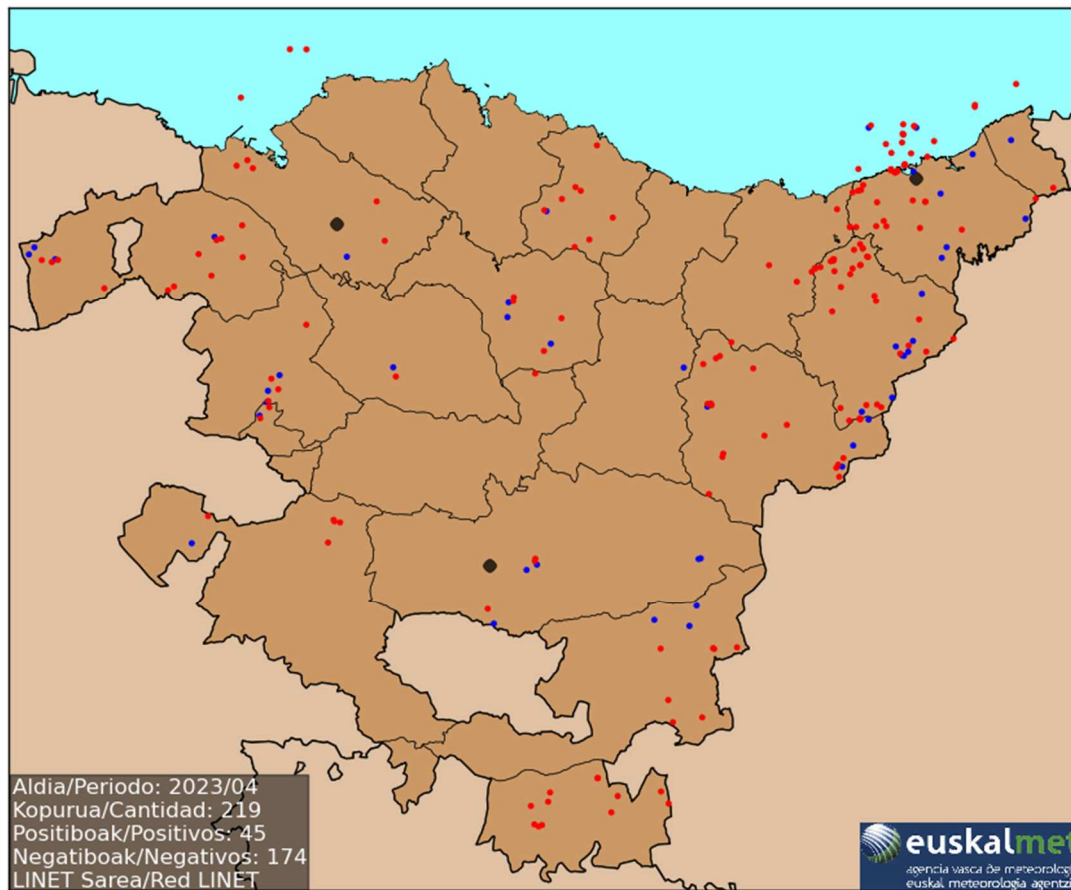 Aldia/Periodo: 2023/04
Kopurua/Cantidad: 219
Positiboak/Positivos: 45
Negatiboak/Negativos: 174
LINET Sarea/Red LINET
euskalmet
agencia vasca de meteorología
euskal meteorologia agentzi